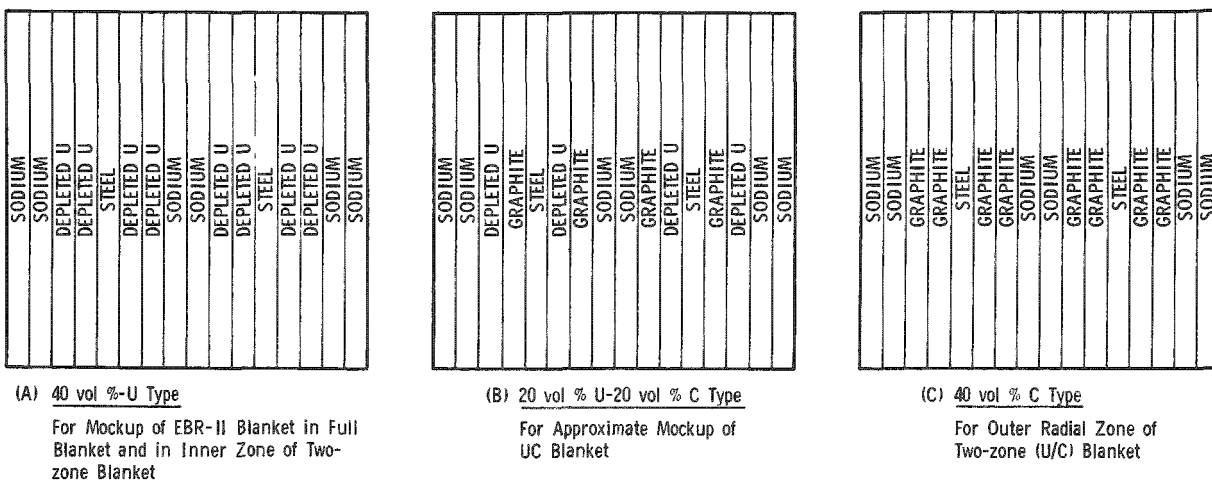 SODIUM
SODIUM
DEPLETED U
DEPLETED U
STEEL
DEPLETED U
DEPLETED U
SODIUM
SODIUM
DEPLETED U
DEPLETED U
STEEL
DEPLETED U
DEPLETED U
SODIUM
SODIUM
(A) 40 vol %-U Type
For Mockup of EBR-II Blanket in Full
Blanket and in Inner Zone of Two-
zone Blanket
SODIUM
SODIUM
DEPLETED U
GRAPHITE
STEEL
DEPLETED U
GRAPHITE
SODIUM
SODIUM
GRAPHITE
DEPLETED U
STEEL
GRAPHITE
DEPLETED U
SODIUM
SODIUM
(B) 20 vol % U-20 vol % C Type
For Approximate Mockup of
UC Blanket
SODIUM
SODIUM
GRAPHITE
GRAPHITE
STEEL
GRAPHITE
GRAPHITE
SODIUM
SODIUM
GRAPHITE
GRAPHITE
STEEL
GRAPHITE
GRAPHITE
SODIUM
SODIUM
(C) 40 vol % C Type
For Outer Radial Zone of
Two-zone (U/C) Blanket